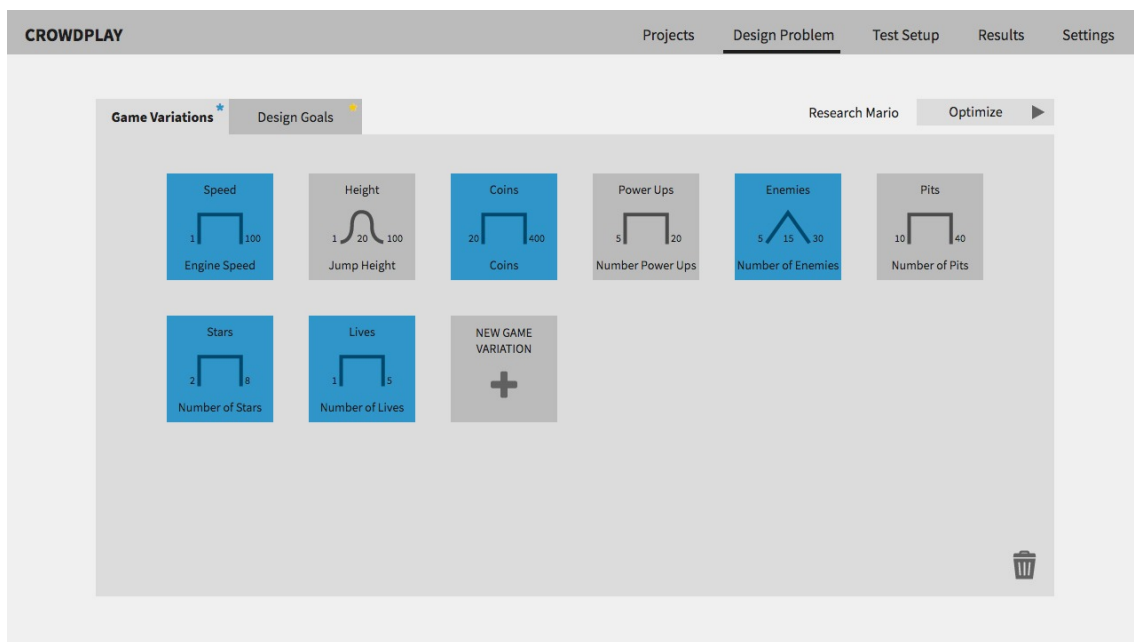 CROWDPLAY
Projects
Design Problem
Test Setup
Results
Settings
Game Variations
Design Goals
Research Mario
Optimize
Speed
1 100
Engine Speed
Height
1 20 100
Jump Height
Coins
20 400
Coins
Power Ups
5 20
Number Power Ups
Enemies
5 15 30
Number of Enemies
Pits
10 40
Number of Pits
Stars
2 8
Number of Stars
Lives
1 5
Number of Lives
NEW GAME
VARIATION